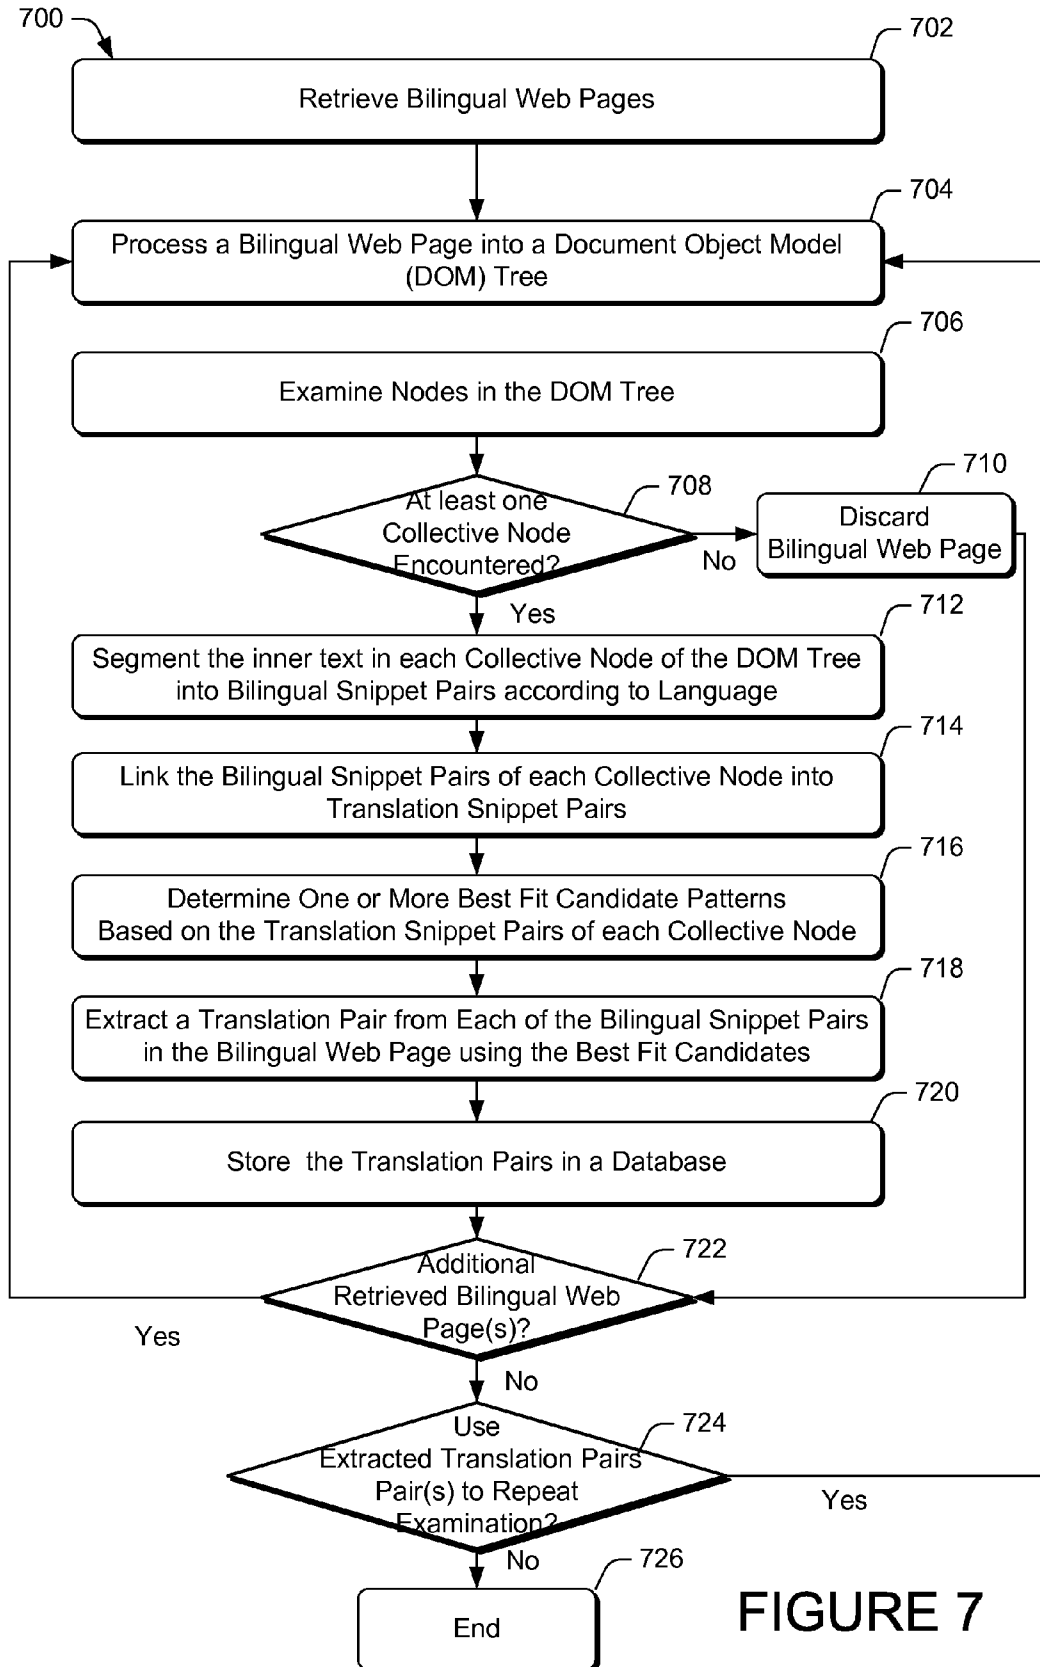 700
702
Retrieve Bilingual Web Pages
704
Process a Bilingual Web Page into a Document Object Model
(DOM) Tree
706
Examine Nodes in the DOM Tree
708
At least one
Collective Node
Encountered?
710
Discard
Bilingual Web Page
No
Yes
712
Segment the inner text in each Collective Node of the DOM Tree
into Bilingual Snippet Pairs according to Language
714
Link the Bilingual Snippet Pairs of each Collective Node into
Translation Snippet Pairs
716
Determine One or More Best Fit Candidate Patterns
Based on the Translation Snippet Pairs of each Collective Node
718
Extract a Translation Pair from Each of the Bilingual Snippet Pairs
in the Bilingual Web Page using the Best Fit Candidates
720
Store the Translation Pairs in a Database
722
Additional
Retrieved Bilingual Web
Page(s)?
Yes
No
724
Use
Extracted Translation Pairs
Pair(s) to Repeat
Examination?
Yes
No
726
End
FIGURE 7